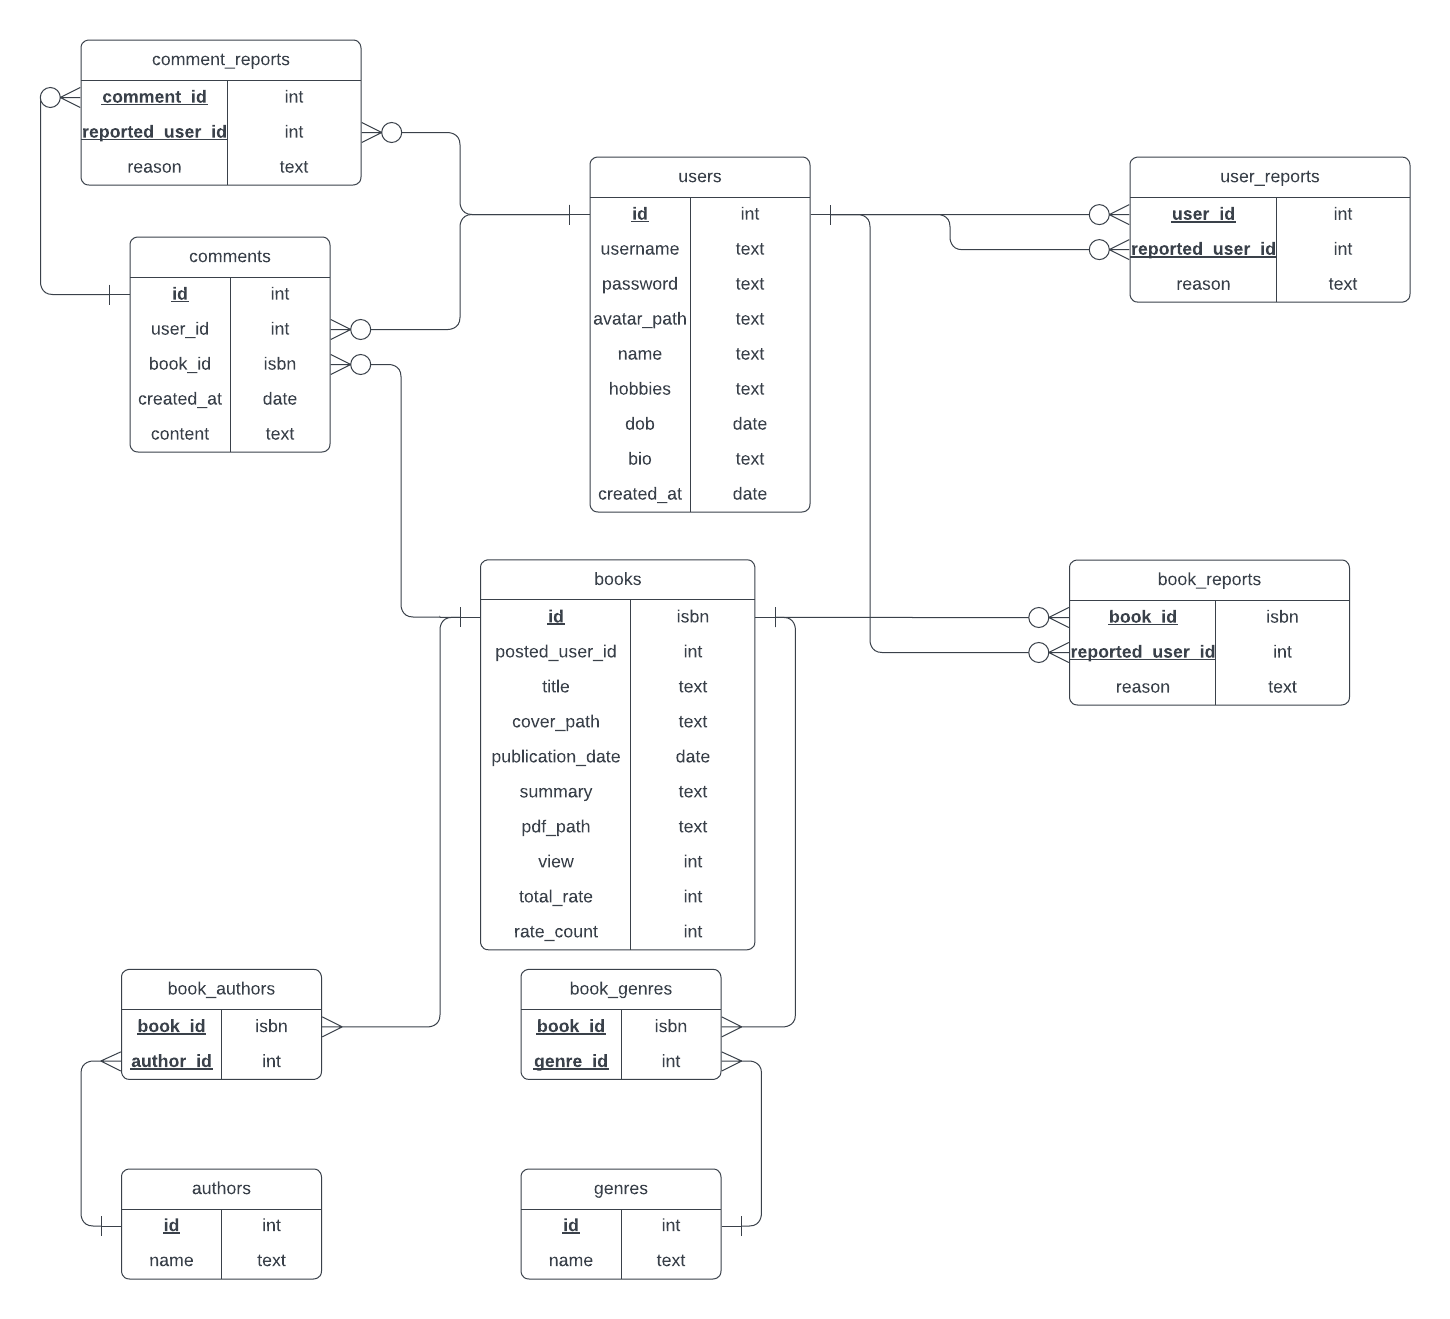 comment_reports
comment_id int
reported_user_id int
reason text
comments
id int
user_id int
book_id isbn
created_at date
content text
users
id int
username text
password text
avatar_path text
name text
hobbies text
dob date
bio text
created_at date
user_reports
user_id int
reported_user_id int
reason text
books
id isbn
posted_user_id int
title text
cover_path text
publication_date date
summary text
pdf_path text
view int
total_rate int
rate_count int
book_reports
book_id isbn
reported_user_id int
reason text
book_authors
book_id isbn
author_id int
book_genres
book_id isbn
genre_id int
authors
id int
name text
genres
id int
name text